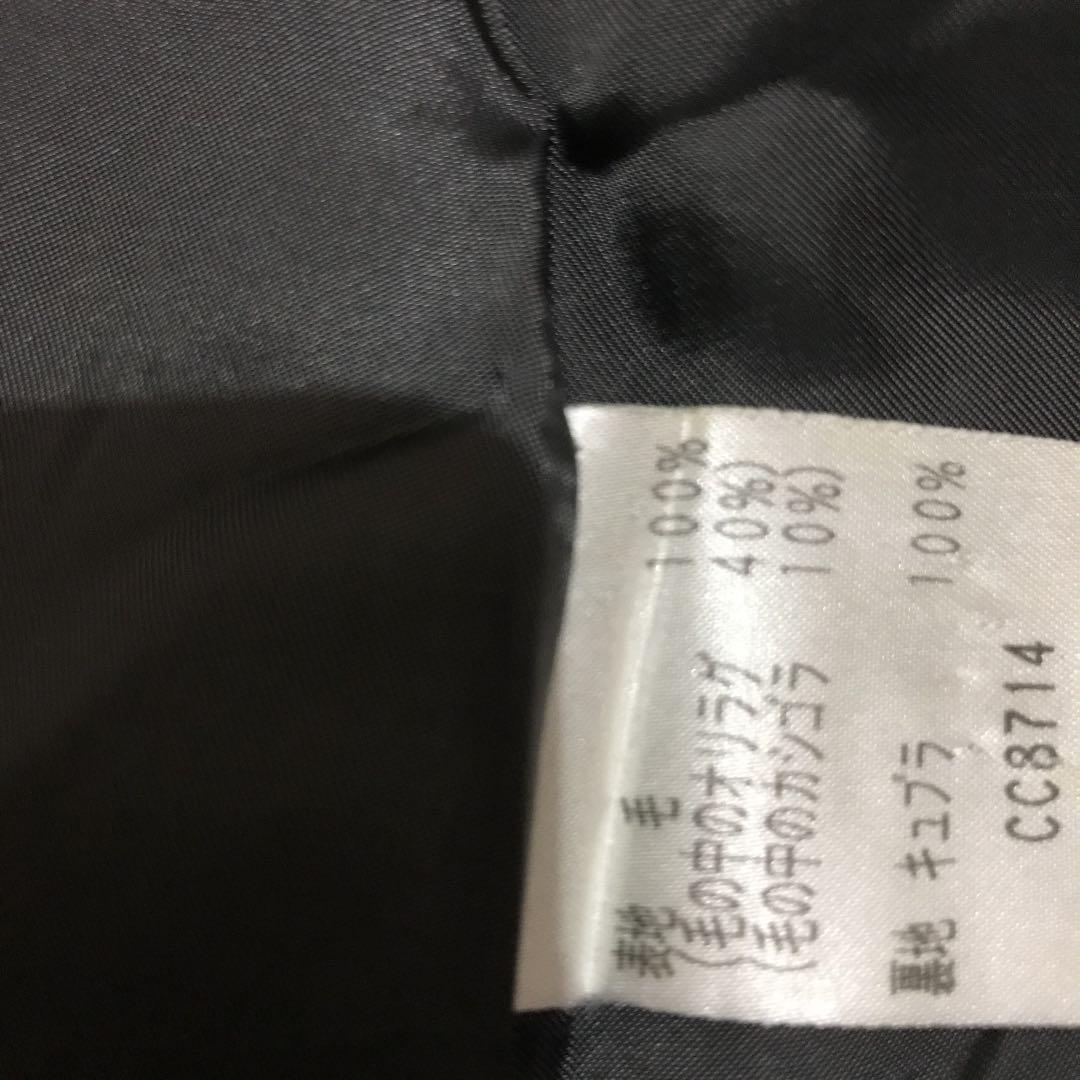 表地 毛 100%
(毛の中のオリラグ 40%)
(毛の中のカシゴラ 10%)
裏地 キュプラ 100%
CC8714